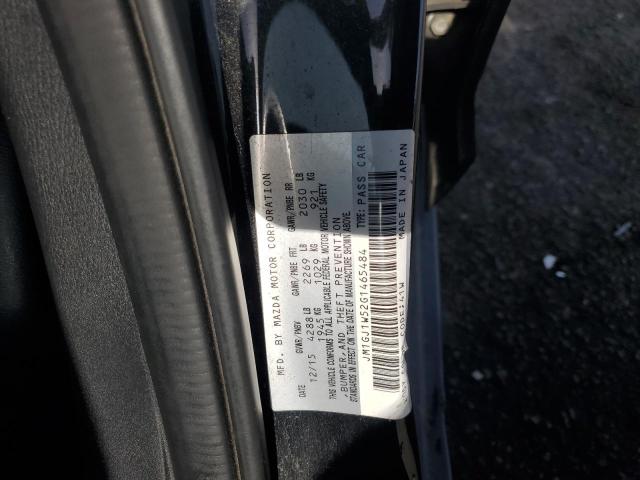 MFD. BY MAZDA MOTOR CORPORATION
DATE GVWR/PNBV GAWR/PNBE FRT GAWR/PNBE RR
12/15 4288 LB 2269 LB 2030 LB
1945 KG 1029 KG 921 KG
THIS VEHICLE CONFORMS TO ALL APPLICABLE FEDERAL MOTOR VEHICLE SAFETY
, BUMPER, AND THEFT PREVENTION
STANDARDS IN EFFECT ON THE DATE OF MANUFACTURE SHOWN ABOVE.
JM1GJ1W52G1465484 TYPE: PASS CAR
MADE IN JAPAN